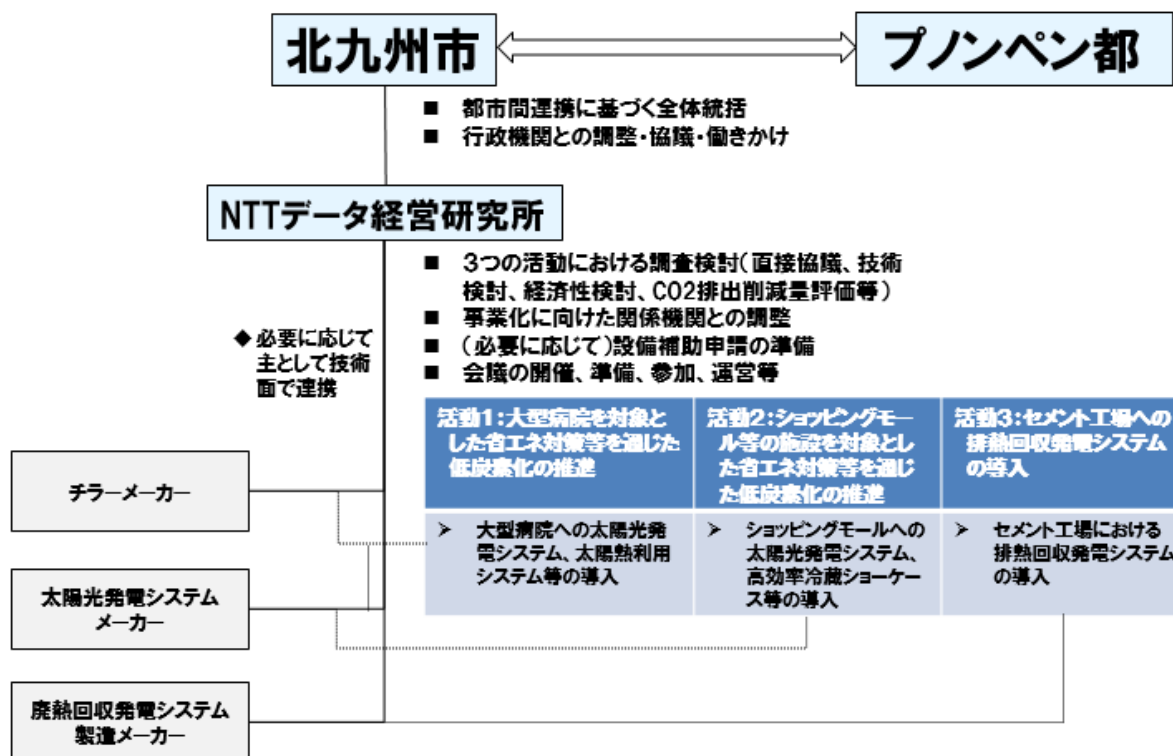 北九州市
プノンペン都
■ 都市間連携に基づく全体統括
■ 行政機関との調整・協議・働きかけ
NTTデータ経営研究所
■ 3つの活動における調査検討(直接協議、技術
検討、経済性検討、CO2排出削減量評価等)
■ 事業化に向けた関係機関との調整
■ (必要に応じて)設備補助申請の準備
■ 会議の開催、準備、参加、運営等
◆ 必要に応じて
主として技術
面で連携
活動1:大型病院を対象と
した省エネ対策等を通じた
低炭素化の推進
活動2:ショッピングモー
ル等の施設を対象とし
た省エネ対策等を通じ
た低炭素化の推進
活動3:セメント工場への
排熱回収発電システム
の導入
➢ 大型病院への太陽光発
電システム、太陽熱利用
システム等の導入
➢ ショッピングモールへの
太陽光発電システム、
高効率冷蔵ショーケー
ス等の導入
➢ セメント工場における
排熱回収発電システム
の導入
チラーメーカー
太陽光発電システム
メーカー
廃熱回収発電システム
製造メーカー